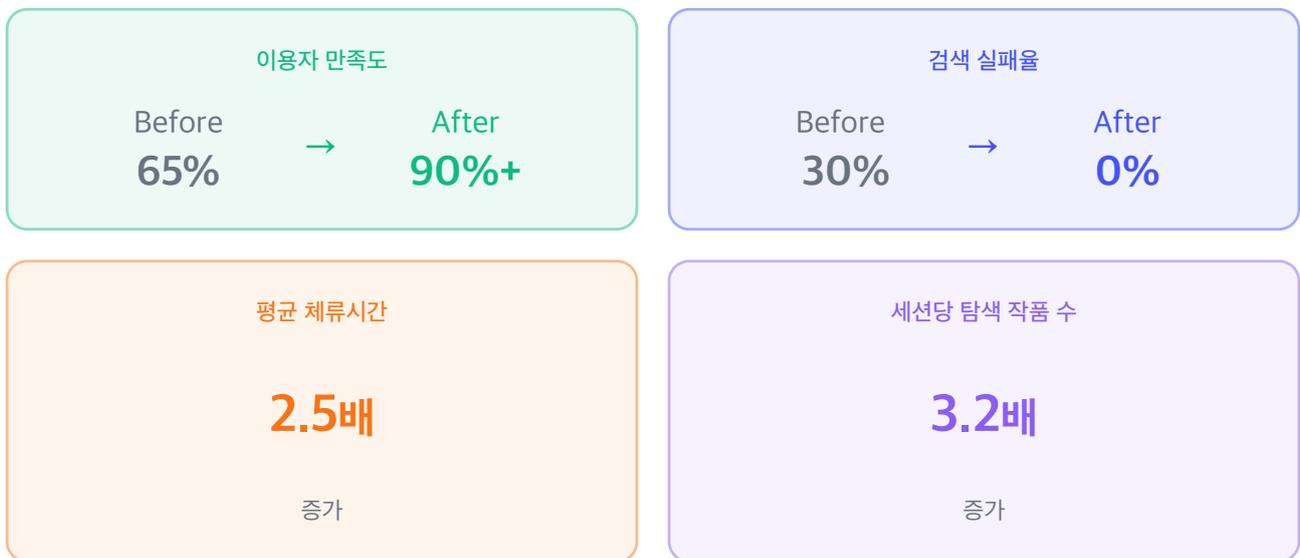 이용자 만족도
Before → After
65% 90%+
검색 실패율
Before → After
30% 0%
평균 체류시간
2.5배
증가
세션당 탐색 작품 수
3.2배
증가